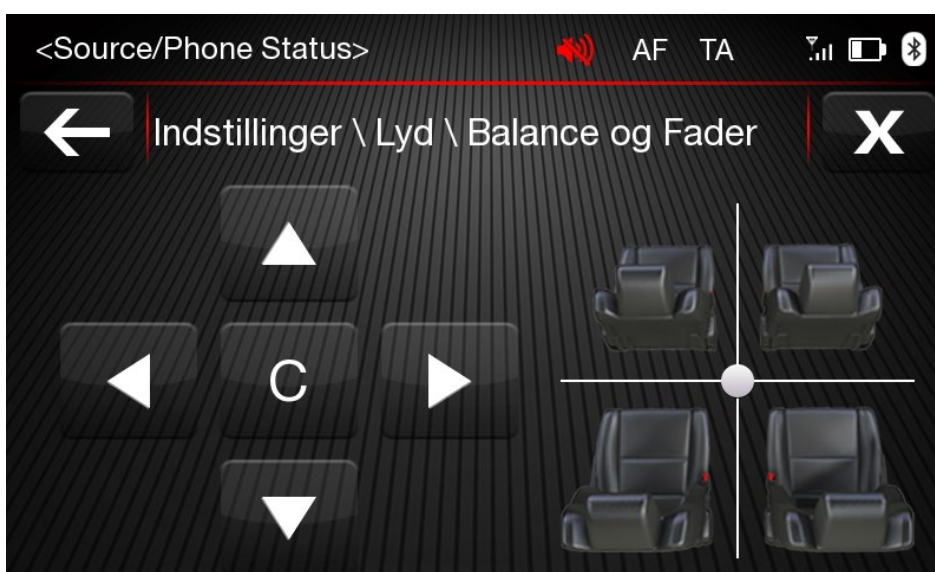 <Source/Phone Status> AF TA
Indstillinger \ Lyd \ Balance og Fader X
C